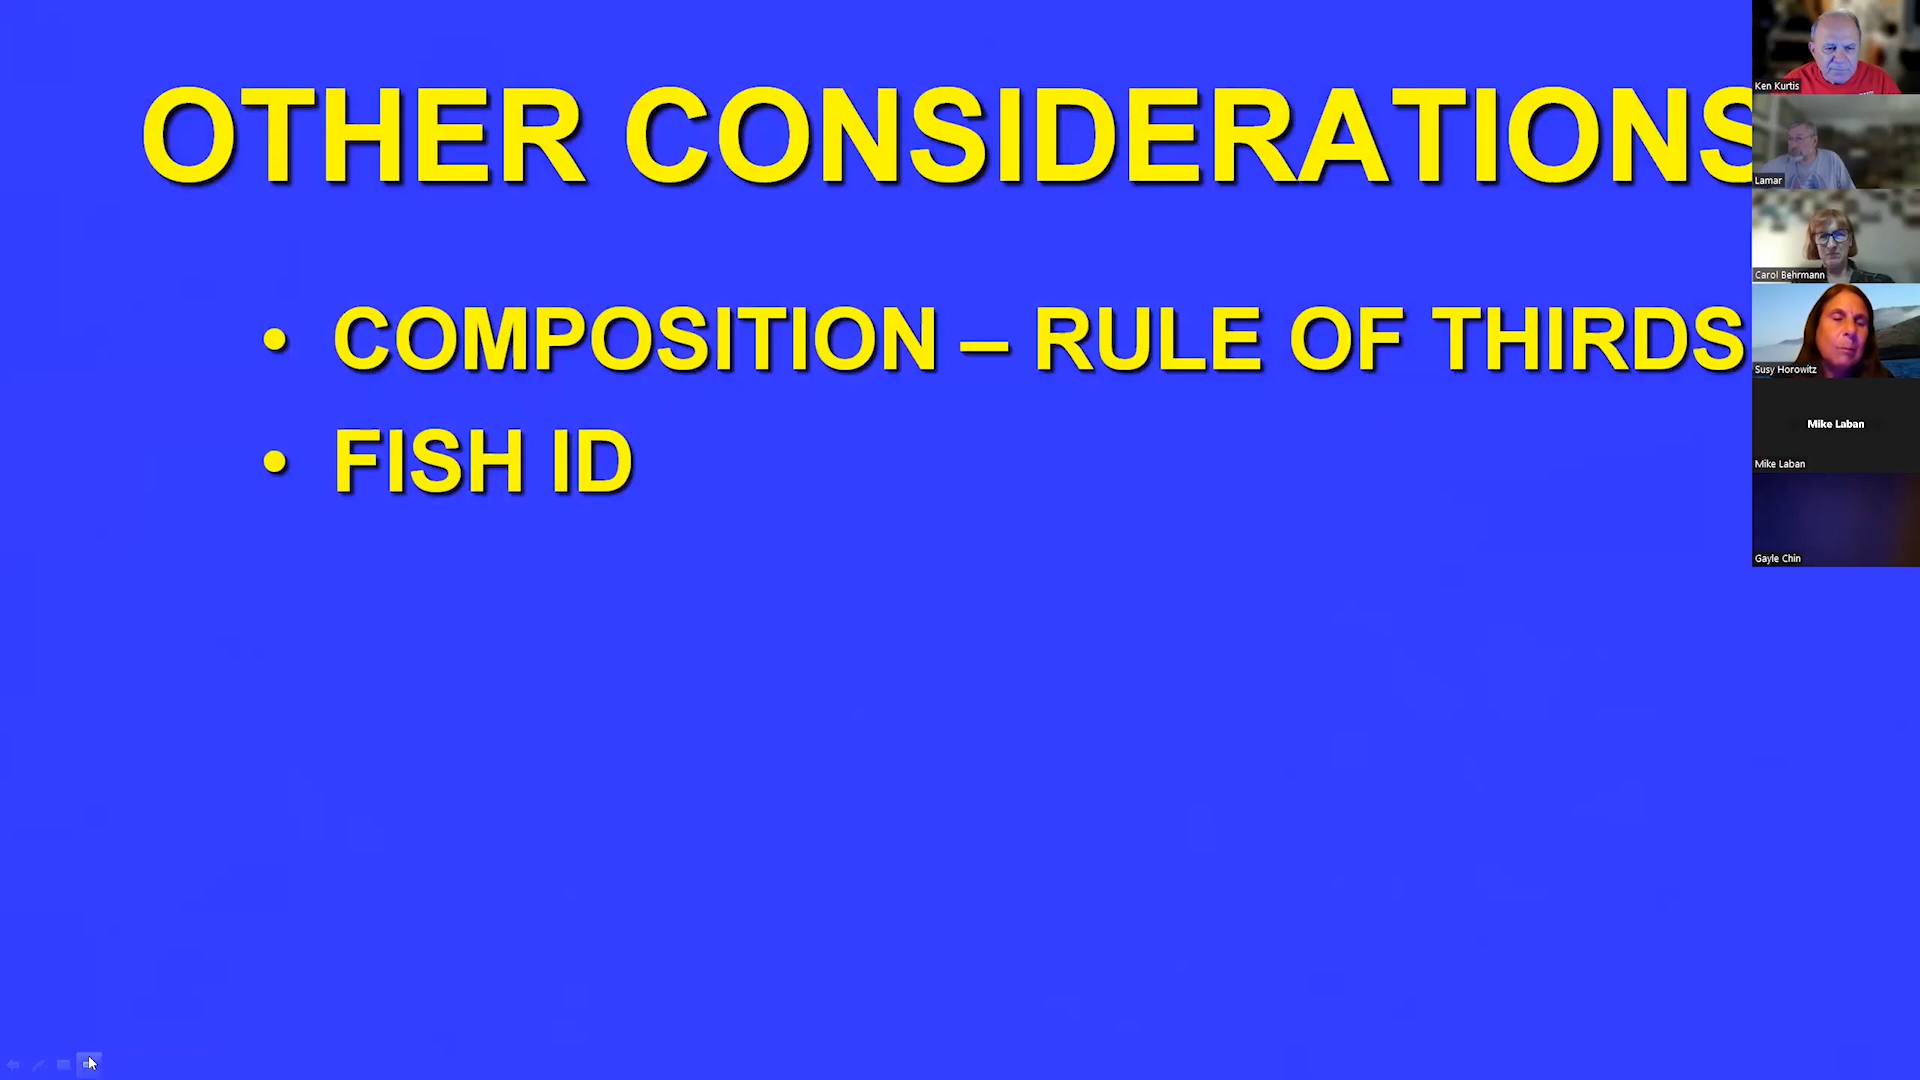 OTHER CONSIDERATIONS
• COMPOSITION – RULE OF THIRDS
• FISH ID
Ken Kurtis
Lamar
Carol Behrmann
Susy Horowitz
Mike Laban
Mike Laban
Gayle Chin